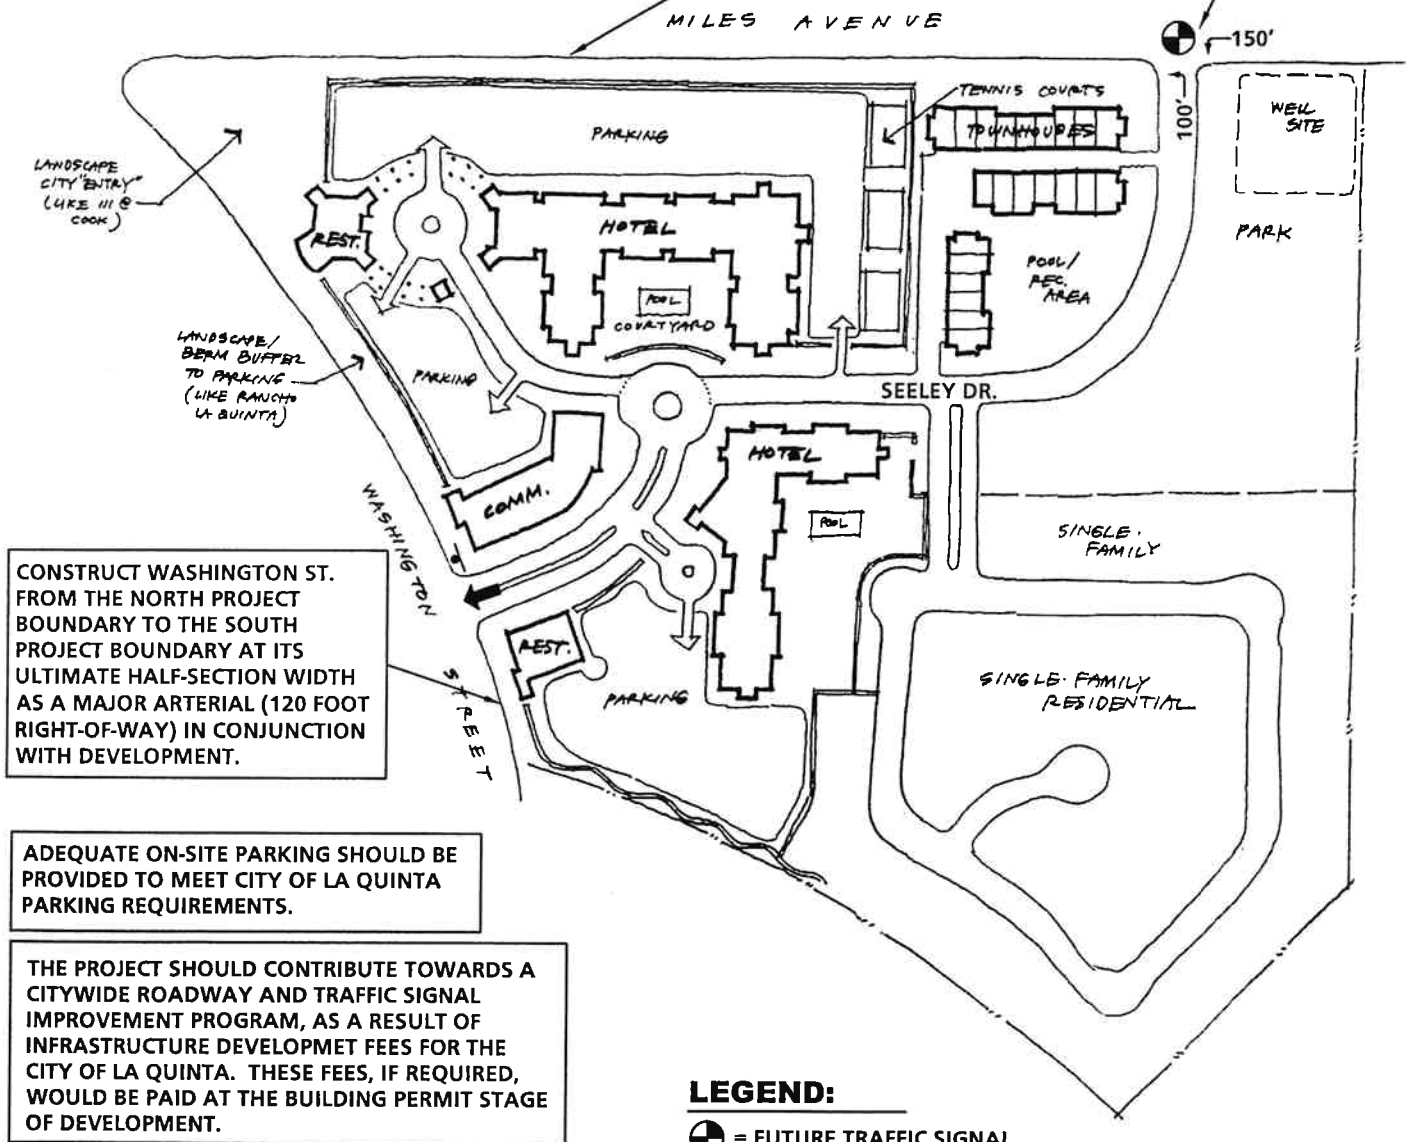 MILES AVENUE
150'
100'
TENNIS COURTS
TOWNHOUSES
WELL
SITE
PARKING
LANDSCAPE
CITY "ENTRY"
(LIKE 111 @
COOK)
REST.
HOTEL
PARK
POOL/
REC.
AREA
POOL
COURTYARD
LANDSCAPE/
BERM BUFFER
TO PARKING
(LIKE RANCHO
LA QUINTA)
PARKING
SEELEY DR.
HOTEL
COMM.
POOL
WASHINGTON
STREET
SINGLE.
FAMILY
CONSTRUCT WASHINGTON ST.
FROM THE NORTH PROJECT
BOUNDARY TO THE SOUTH
PROJECT BOUNDARY AT ITS
ULTIMATE HALF-SECTION WIDTH
AS A MAJOR ARTERIAL (120 FOOT
RIGHT-OF-WAY) IN CONJUNCTION
WITH DEVELOPMENT.
REST.
PARKING
SINGLE-FAMILY
RESIDENTIAL
ADEQUATE ON-SITE PARKING SHOULD BE
PROVIDED TO MEET CITY OF LA QUINTA
PARKING REQUIREMENTS.
THE PROJECT SHOULD CONTRIBUTE TOWARDS A
CITYWIDE ROADWAY AND TRAFFIC SIGNAL
IMPROVEMENT PROGRAM, AS A RESULT OF
INFRASTRUCTURE DEVELOPMET FEES FOR THE
CITY OF LA QUINTA. THESE FEES, IF REQUIRED,
WOULD BE PAID AT THE BUILDING PERMIT STAGE
OF DEVELOPMENT.
LEGEND:
= FUTURE TRAFFIC SIGNAL